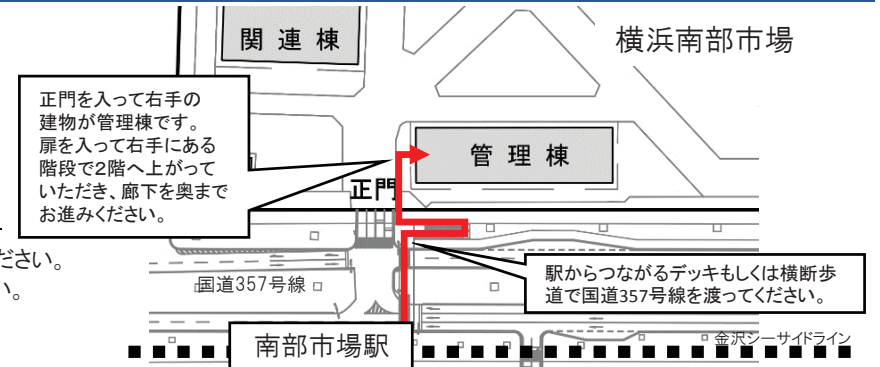 関連棟
横浜南部市場
正門を入って右手の
建物が管理棟です。
扉を入って右手にある
階段で2階へ上がって
いただき、廊下を奥まで
お進みください。
管理棟
正門
ださい。
い。
国道357号線
駅からつながるデッキもしくは横断歩
道で国道357号線を渡ってください。
南部市場駅
金沢シーサイドライン